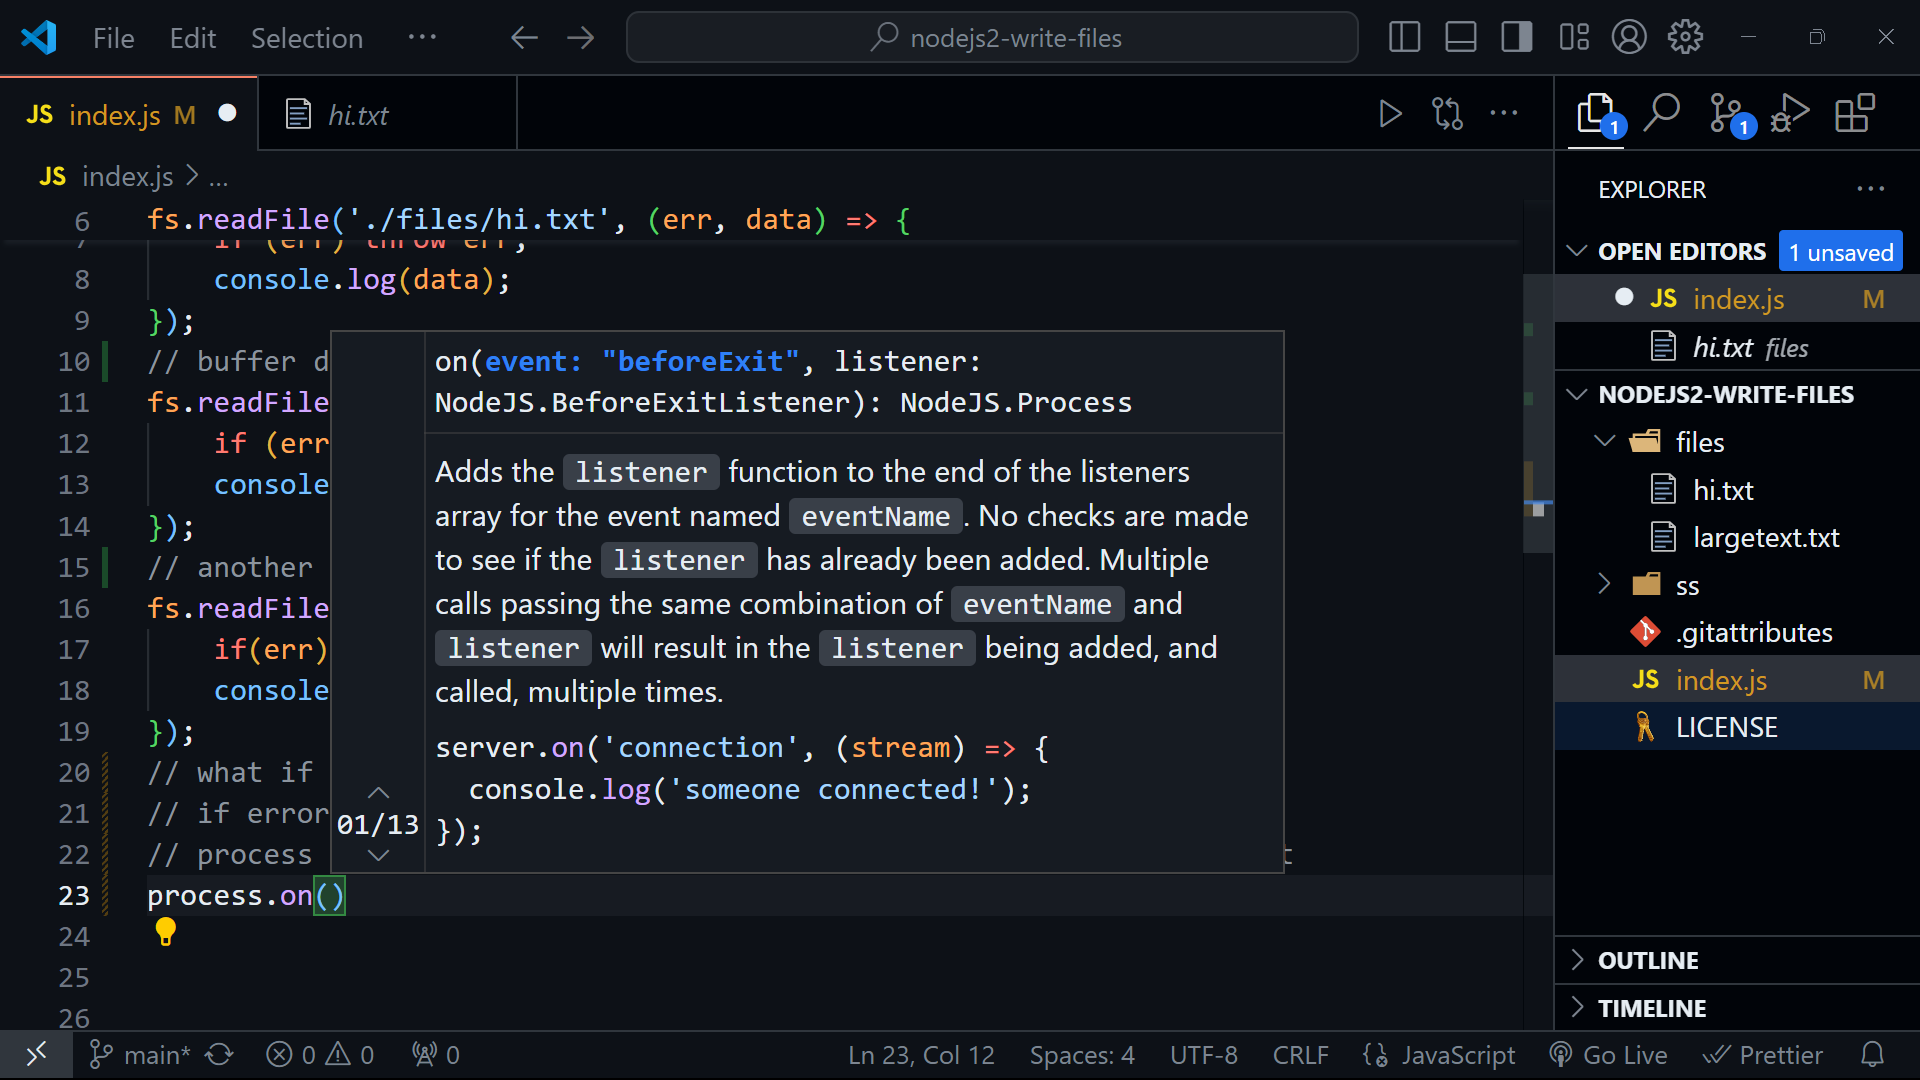 File Edit Selection ··· nodejs2-write-files
JS index.js M hi.txt
JS index.js > ...
6 fs.readFile('./files/hi.txt', (err, data) => {
7 if (err) throw err;
8 console.log(data);
9 });
10 // buffer d
11 fs.readFile
12 if (err
13 console
14 });
15 // another
16 fs.readFile
17 if(err)
18 console
19 });
20 // what if
21 // if error
22 // process
23 process.on()
24
25
26
on(event: "beforeExit", listener:
NodeJS.BeforeExitListener): NodeJS.Process
Adds the listener function to the end of the listeners
array for the event named eventName. No checks are made
to see if the listener has already been added. Multiple
calls passing the same combination of eventName and
listener will result in the listener being added, and
called, multiple times.
server.on('connection', (stream) => {
console.log('someone connected!');
});
01/13
1 1
EXPLORER ···
OPEN EDITORS 1 unsaved
JS index.js M
hi.txt files
NODEJS2-WRITE-FILES
files
hi.txt
largetext.txt
ss
.gitattributes
JS index.js M
LICENSE
OUTLINE
TIMELINE
main* 0 0 0 Ln 23, Col 12 Spaces: 4 UTF-8 CRLF JavaScript Go Live Prettier